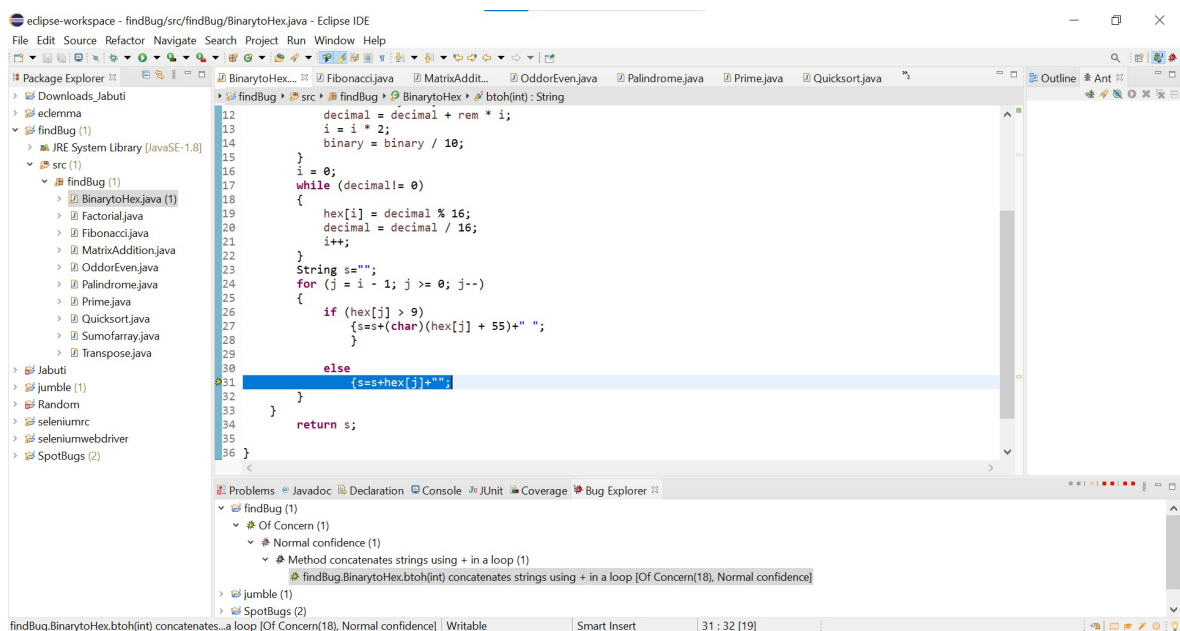 eclipse-workspace - findBug/src/findBug/BinarytoHex.java - Eclipse IDE
File Edit Source Refactor Navigate Search Project Run Window Help
Package Explorer
Downloads_Jabuti
eclemma
findBug (1)
JRE System Library [JavaSE-1.8]
src (1)
findBug (1)
BinarytoHex.java (1)
Factorial.java
Fibonacci.java
MatrixAddition.java
OddorEven.java
Palindrome.java
Prime.java
Quicksort.java
Sumofarray.java
Transpose.java
Jabuti
jumble (1)
Random
seleniumrc
seleniumwebdriver
SpotBugs (2)
BinarytoHex.... Fibonacci.java MatrixAddit... OddorEven.java Palindrome.java Prime.java Quicksort.java »3
findBug src findBug BinarytoHex btoh(int) : String
12 decimal = decimal + rem * i;
13 i = i * 2;
14 binary = binary / 10;
15 }
16 i = 0;
17 while (decimal!= 0)
18 {
19 hex[i] = decimal % 16;
20 decimal = decimal / 16;
21 i++;
22 }
23 String s="";
24 for (j = i - 1; j >= 0; j--)
25 {
26 if (hex[j] > 9)
27 {s=s+(char)(hex[j] + 55)+" ";
28 }
29
30 else
31 {s=s+hex[j]+"";
32 }
33 }
34 return s;
35
36 }
Outline Ant
Problems Javadoc Declaration Console JUnit Coverage Bug Explorer
findBug (1)
Of Concern (1)
Normal confidence (1)
Method concatenates strings using + in a loop (1)
findBug.BinarytoHex.btoh(int) concatenates strings using + in a loop [Of Concern(18), Normal confidence]
jumble (1)
SpotBugs (2)
findBug.BinarytoHex.btoh(int) concatenates...a loop [Of Concern(18), Normal confidence] Writable Smart Insert 31 : 32 [19]